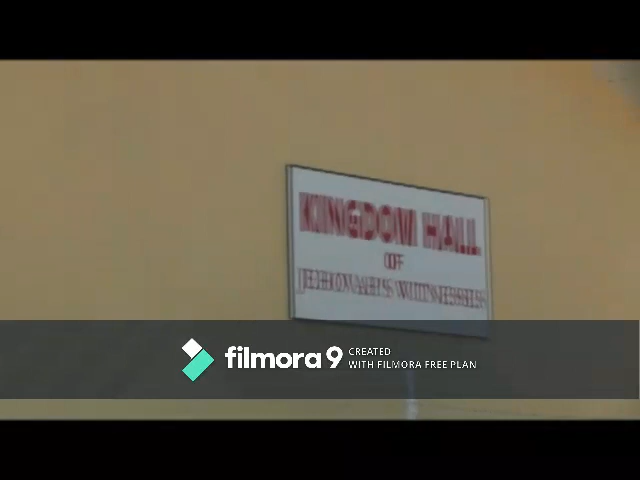 KINGDOM HALL
OF
JEHOVAH'S WITNESSES
filmora 9
CREATED
WITH FILMORA FREE PLAN